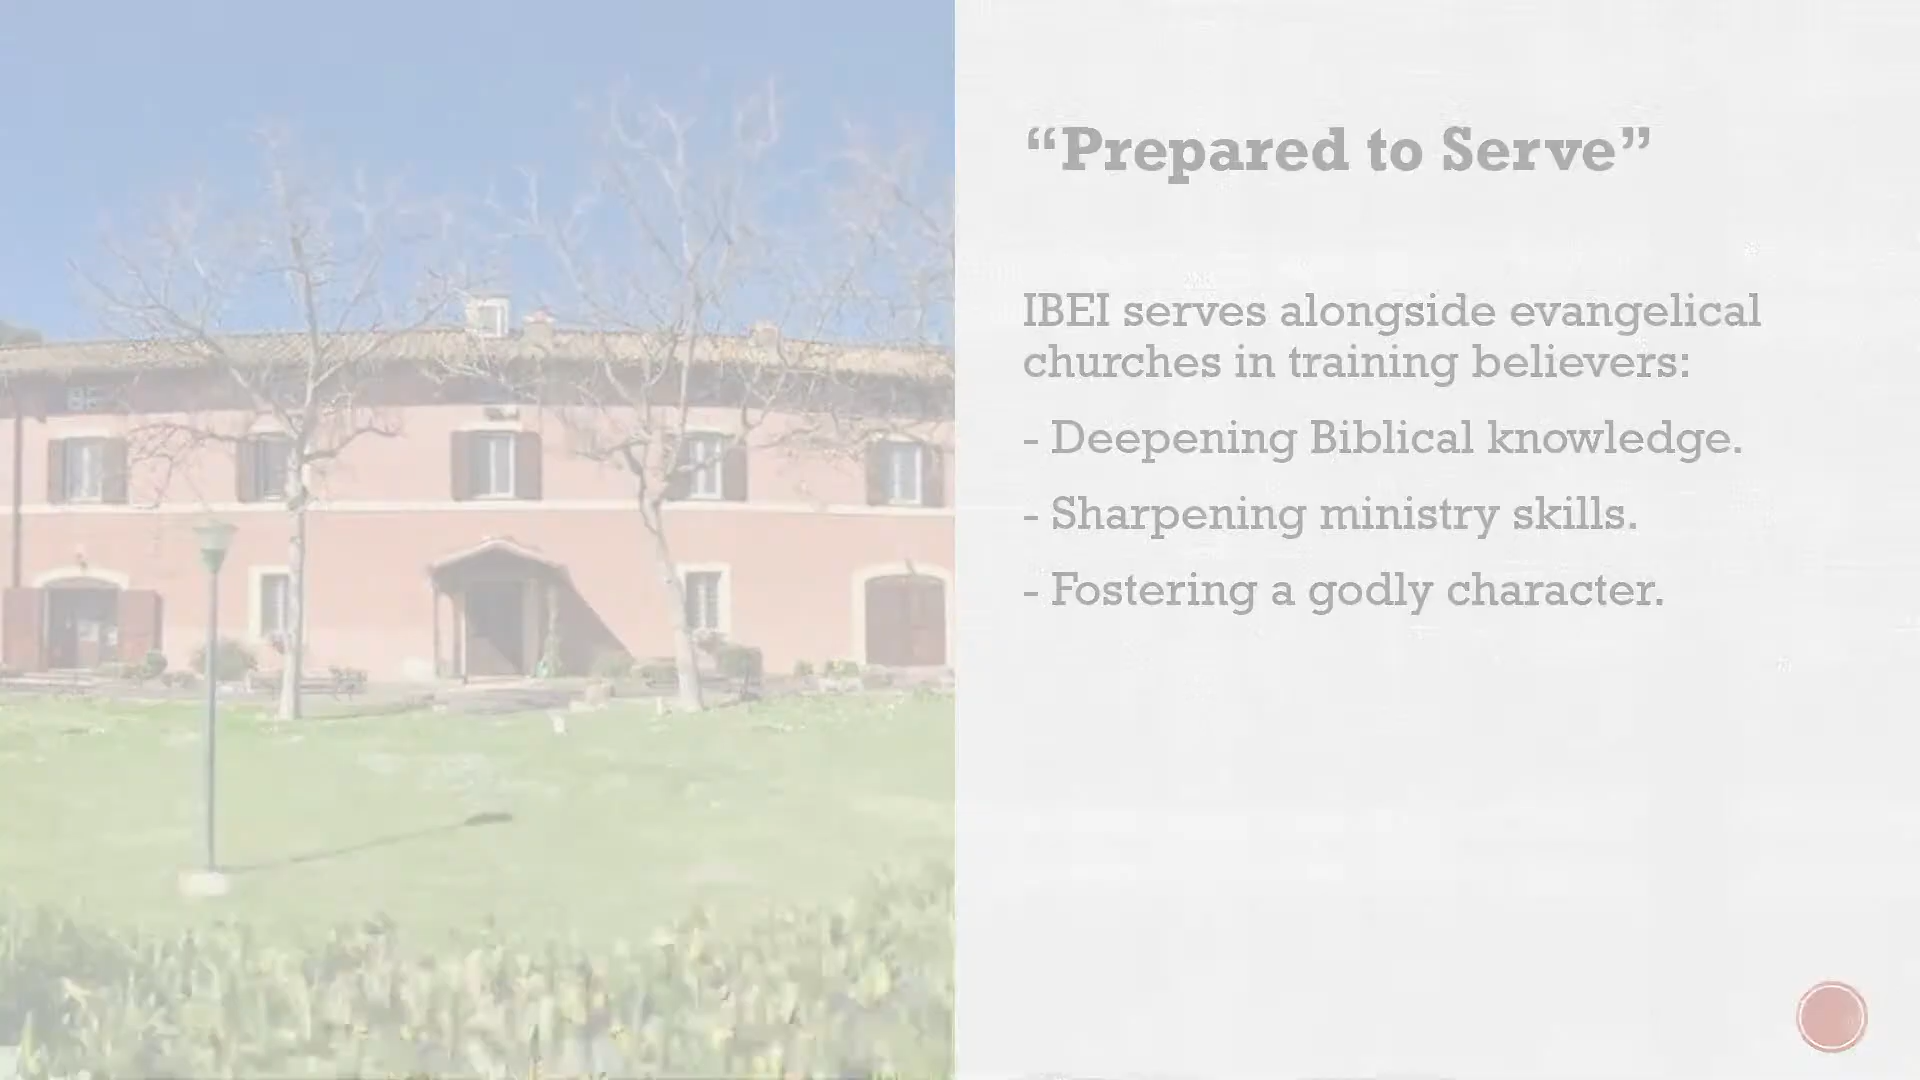 “Prepared to Serve”
IBEI serves alongside evangelical
churches in training believers:
- Deepening Biblical knowledge.
- Sharpening ministry skills.
- Fostering a godly character.